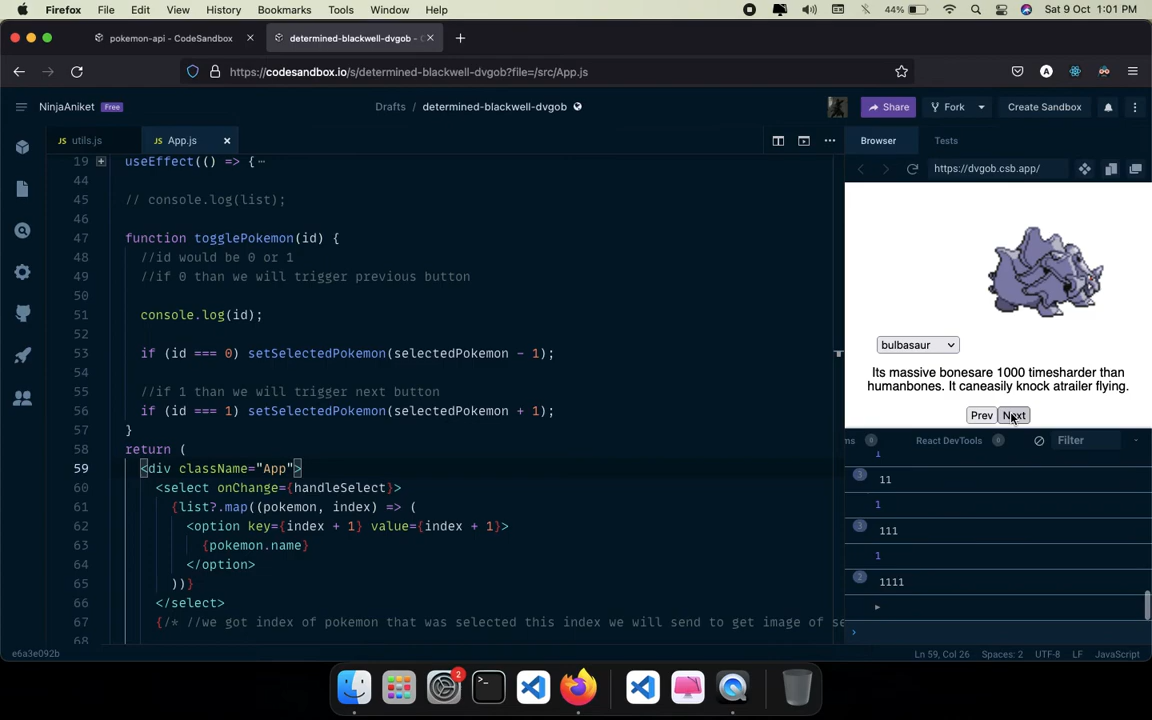 Firefox File Edit View History Bookmarks Tools Window Help 44% Sat 9 Oct 1:01 PM
pokemon-api - CodeSandbox
determined-blackwell-dvgob -
https://codesandbox.io/s/determined-blackwell-dvgob?file=/src/App.js
NinjaAniket Free
Drafts / determined-blackwell-dvgob
Share Fork Create Sandbox
JS utils.js
JS App.js
Browser Tests
https://dvgob.csb.app/
19 useEffect(() => {
44
45 // console.log(list);
46
47 function togglePokemon(id) {
48 //id would be 0 or 1
49 //if 0 than we will trigger previous button
50
51 console.log(id);
52
53 if (id === 0) setSelectedPokemon(selectedPokemon - 1);
54
55 //if 1 than we will trigger next button
56 if (id === 1) setSelectedPokemon(selectedPokemon + 1);
57 }
58 return (
59 <div className="App">
60 <select onChange={handleSelect}>
61 {list?.map((pokemon, index) => (
62 <option key={index + 1} value={index + 1}>
63 {pokemon.name}
64 </option>
65 ))}
66 </select>
67 {/* //we got index of pokemon that was selected this index we will send to get image of se
68
bulbasaur
Its massive bonesare 1000 timesharder than
humanbones. It caneasily knock atrailer flying.
Prev Next
ms 0 React DevTools 0 Filter
1
3 11
1
3 111
1
2 1111
e6a3e092b
Ln 59, Col 26 Spaces: 2 UTF-8 LF JavaScript
2